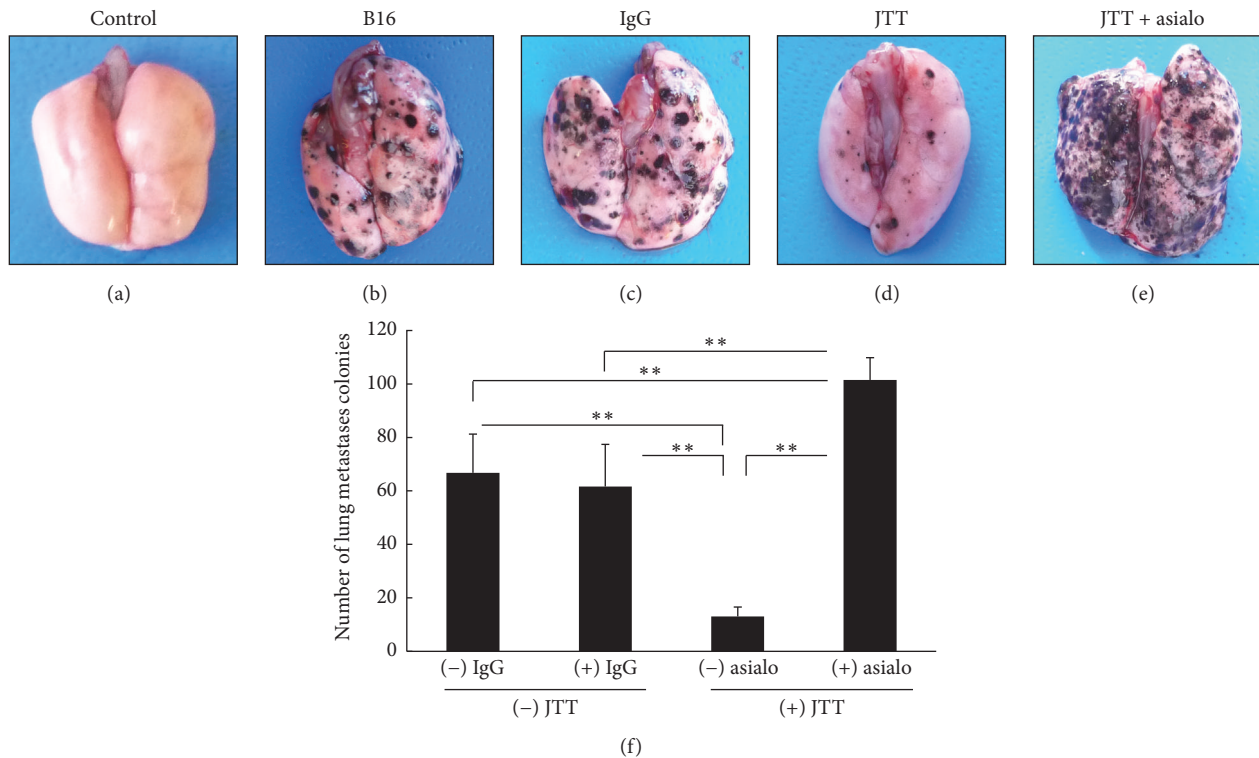 Control B16 IgG JTT JTT + asialo
(a) (b) (c) (d) (e)
Number of lung metastases colonies
120
100
80
60
40
20
0
**
**
**
** **
(−) IgG (+) IgG (−) asialo (+) asialo
(−) JTT (+) JTT
(f)